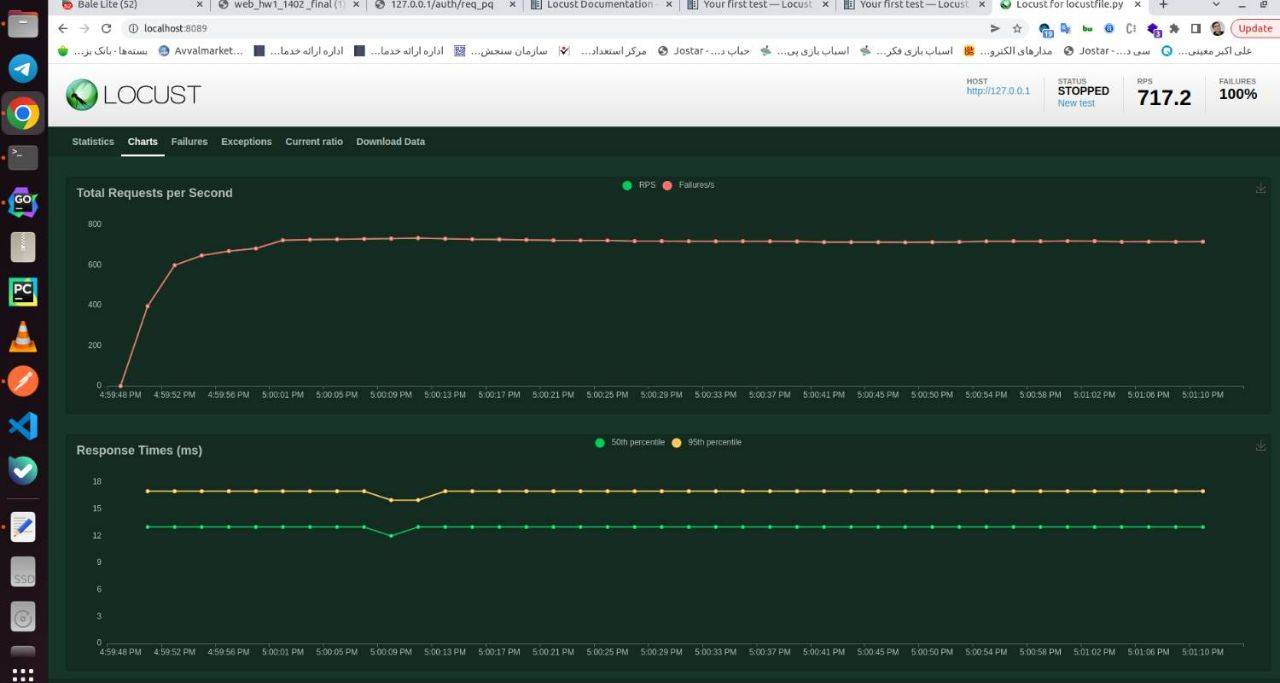 Bale Lite (52)
web_hw1_1402 _final (1)
127.0.0.1/auth/req_pq
Locust Documentation
Your first test — Locust
Your first test — Locust
Locust for locustfile.py
localhost:8089
Update
بسته‌ها - بانک بز...
Avvalmarket...
اداره ارائه خدما...
اداره ارائه خدما...
سازمان سنجش...
مرکز استعداد...
حباب د... - Jostar
اسباب بازی پی...
اسباب بازی فکر...
مدارهای الکترو...
سی د... - Jostar
علی اکبر معینی...
LOCUST
HOST
http://127.0.0.1
STATUS
STOPPED
New test
RPS
717.2
FAILURES
100%
Statistics Charts Failures Exceptions Current ratio Download Data
Total Requests per Second
RPS Failures/s
800
600
400
200
0
4:59:48 PM 4:59:52 PM 4:59:56 PM 5:00:01 PM 5:00:05 PM 5:00:09 PM 5:00:13 PM 5:00:17 PM 5:00:21 PM 5:00:25 PM 5:00:29 PM 5:00:33 PM 5:00:37 PM 5:00:41 PM 5:00:45 PM 5:00:50 PM 5:00:54 PM 5:00:58 PM 5:01:02 PM 5:01:06 PM 5:01:10 PM
Response Times (ms)
50th percentile 95th percentile
18
15
12
9
6
3
0
4:59:48 PM 4:59:52 PM 4:59:56 PM 5:00:01 PM 5:00:05 PM 5:00:09 PM 5:00:13 PM 5:00:17 PM 5:00:21 PM 5:00:25 PM 5:00:29 PM 5:00:33 PM 5:00:37 PM 5:00:41 PM 5:00:45 PM 5:00:50 PM 5:00:54 PM 5:00:58 PM 5:01:02 PM 5:01:06 PM 5:01:10 PM
GO
PC
SSD